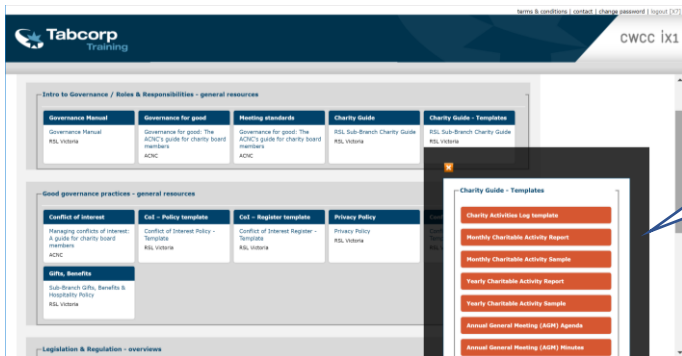 terms & conditions | contact | change password | logout [X7]
Tabcorp
Training
CWCC ix1
Intro to Governance / Roles & Responsibilities - general resources
Governance Manual
Governance Manual
RSL Victoria
Governance for good
Governance for good: The
ACNC's guide for charity board
members
ACNC
Meeting standards
Governance for good: The
ACNC's guide for charity board
members
ACNC
Charity Guide
RSL Sub-Branch Charity Guide
RSL Victoria
Charity Guide - Templates
RSL Sub-Branch Charity Guide
RSL Victoria
Good governance practices - general resources
Conflict of interest
Managing conflicts of interest:
A guide for charity board
members
ACNC
CoI – Policy template
Conflict of Interest Policy -
Template
RSL Victoria
CoI – Register template
Conflict of Interest Register -
Template
RSL Victoria
Privacy Policy
Privacy Policy
RSL Victoria
Gifts, Benefits
Sub-Branch Gifts, Benefits &
Hospitality Policy
RSL Victoria
Legislation & Regulation - overviews
Charity Guide - Templates
Charity Activities Log template
Monthly Charitable Activity Report
Monthly Charitable Activity Sample
Yearly Charitable Activity Report
Yearly Charitable Activity Sample
Annual General Meeting (AGM) Agenda
Annual General Meeting (AGM) Minutes